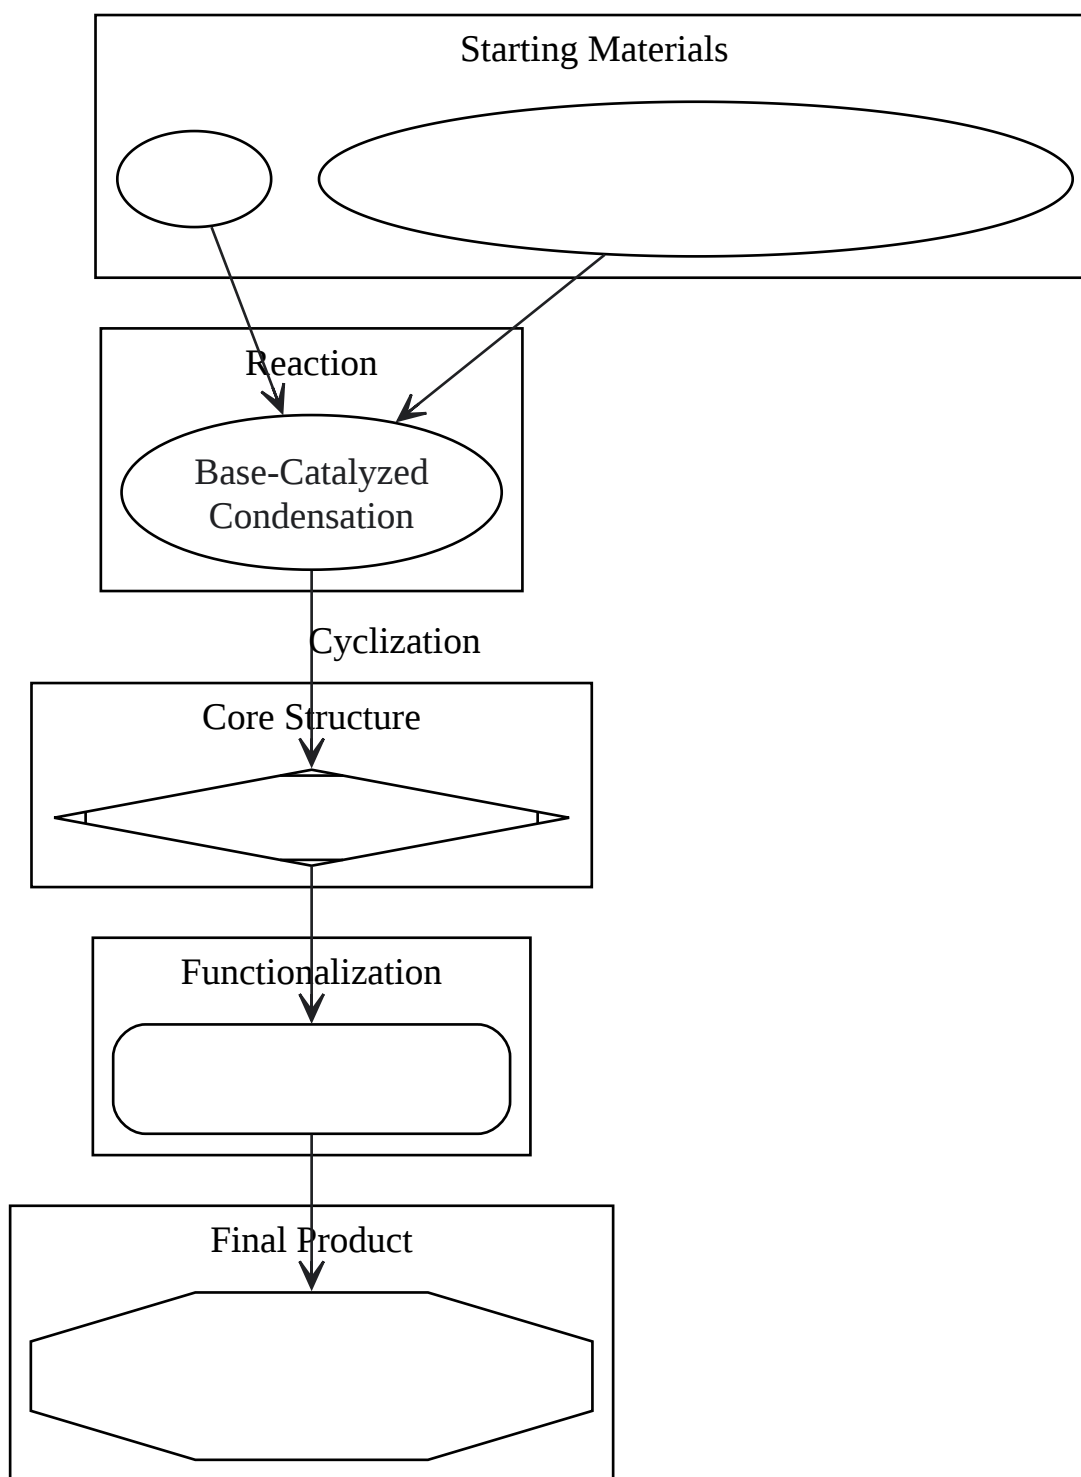 Starting Materials
Reaction
Base-Catalyzed
Condensation
Cyclization
Core Structure
Functionalization
Final Product